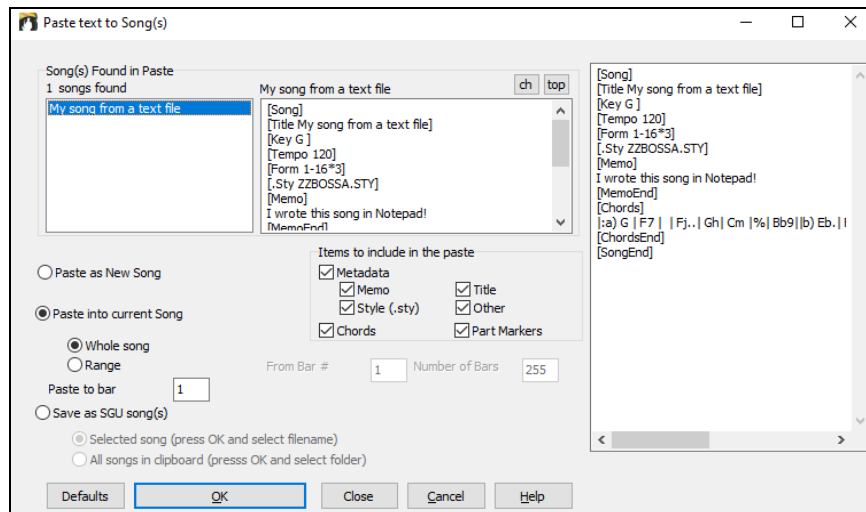 Paste text to Song(s)
Song(s) Found in Paste
1 songs found
My song from a text file
ch top
My song from a text file
[Song]
[Title My song from a text file]
[Key G ]
[Tempo 120]
[Form 1-16*3]
[.Sty ZZBOSSA.STY]
[Memo]
I wrote this song in Notepad!
[MemoEnd]
Items to include in the paste
Metadata
Memo Title
Style (.sty) Other
Chords Part Markers
Paste as New Song
Paste into current Song
Whole song
Range
From Bar # 1 Number of Bars 255
Paste to bar 1
Save as SGU song(s)
Selected song (press OK and select filename)
All songs in clipboard (presss OK and select folder)
Defaults OK Close Cancel Help
[Song]
[Title My song from a text file]
[Key G ]
[Tempo 120]
[Form 1-16*3]
[.Sty ZZBOSSA.STY]
[Memo]
I wrote this song in Notepad!
[MemoEnd]
[Chords]
|:a) G | F7 | | Fj..| Gh| Cm |%| Bb9||b) Eb.|
[ChordsEnd]
[SongEnd]